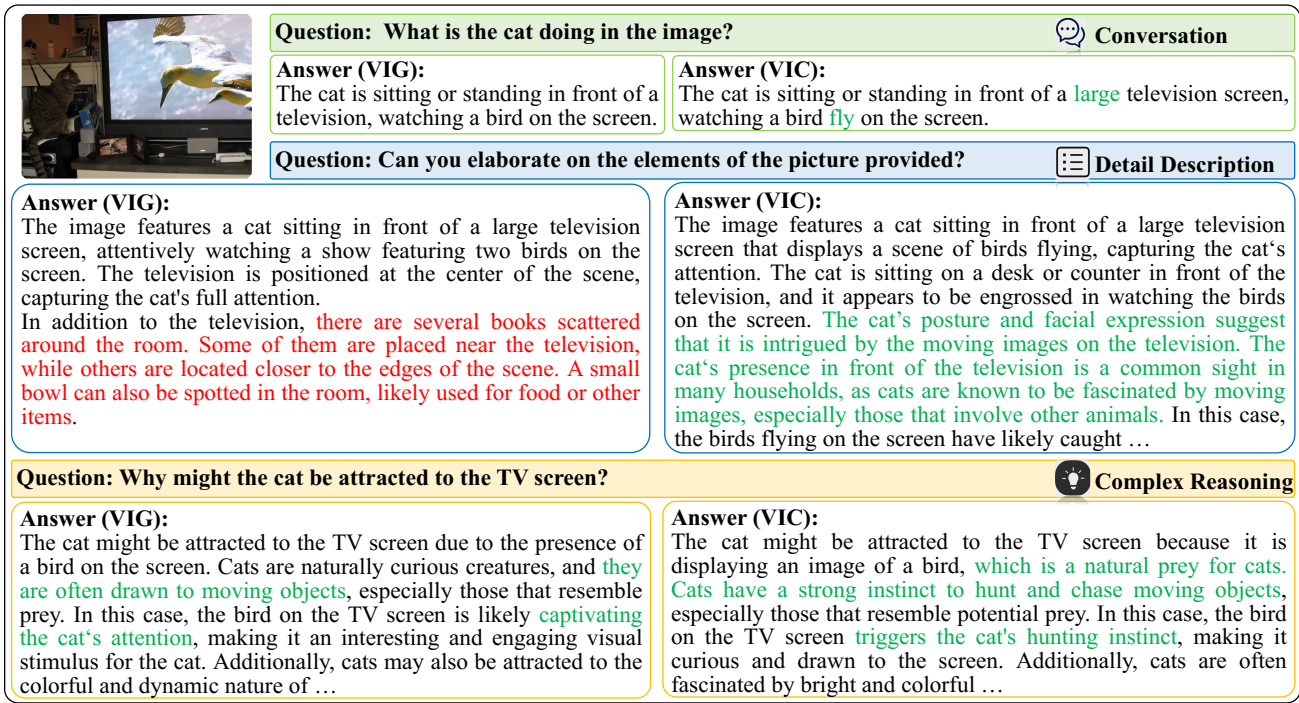 Question: What is the cat doing in the image?
Conversation
Answer (VIG):
The cat is sitting or standing in front of a
television, watching a bird on the screen.
Answer (VIC):
The cat is sitting or standing in front of a large television screen,
watching a bird fly on the screen.
Question: Can you elaborate on the elements of the picture provided?
Detail Description
Answer (VIG):
The image features a cat sitting in front of a large television
screen, attentively watching a show featuring two birds on the
screen. The television is positioned at the center of the scene,
capturing the cat's full attention.
In addition to the television, there are several books scattered
around the room. Some of them are placed near the television,
while others are located closer to the edges of the scene. A small
bowl can also be spotted in the room, likely used for food or other
items.
Answer (VIC):
The image features a cat sitting in front of a large television
screen that displays a scene of birds flying, capturing the cat‘s
attention. The cat is sitting on a desk or counter in front of the
television, and it appears to be engrossed in watching the birds
on the screen. The cat’s posture and facial expression suggest
that it is intrigued by the moving images on the television. The
cat‘s presence in front of the television is a common sight in
many households, as cats are known to be fascinated by moving
images, especially those that involve other animals. In this case,
the birds flying on the screen have likely caught …
Question: Why might the cat be attracted to the TV screen?
Complex Reasoning
Answer (VIG):
The cat might be attracted to the TV screen due to the presence of
a bird on the screen. Cats are naturally curious creatures, and they
are often drawn to moving objects, especially those that resemble
prey. In this case, the bird on the TV screen is likely captivating
the cat‘s attention, making it an interesting and engaging visual
stimulus for the cat. Additionally, cats may also be attracted to the
colorful and dynamic nature of …
Answer (VIC):
The cat might be attracted to the TV screen because it is
displaying an image of a bird, which is a natural prey for cats.
Cats have a strong instinct to hunt and chase moving objects,
especially those that resemble potential prey. In this case, the bird
on the TV screen triggers the cat's hunting instinct, making it
curious and drawn to the screen. Additionally, cats are often
fascinated by bright and colorful …